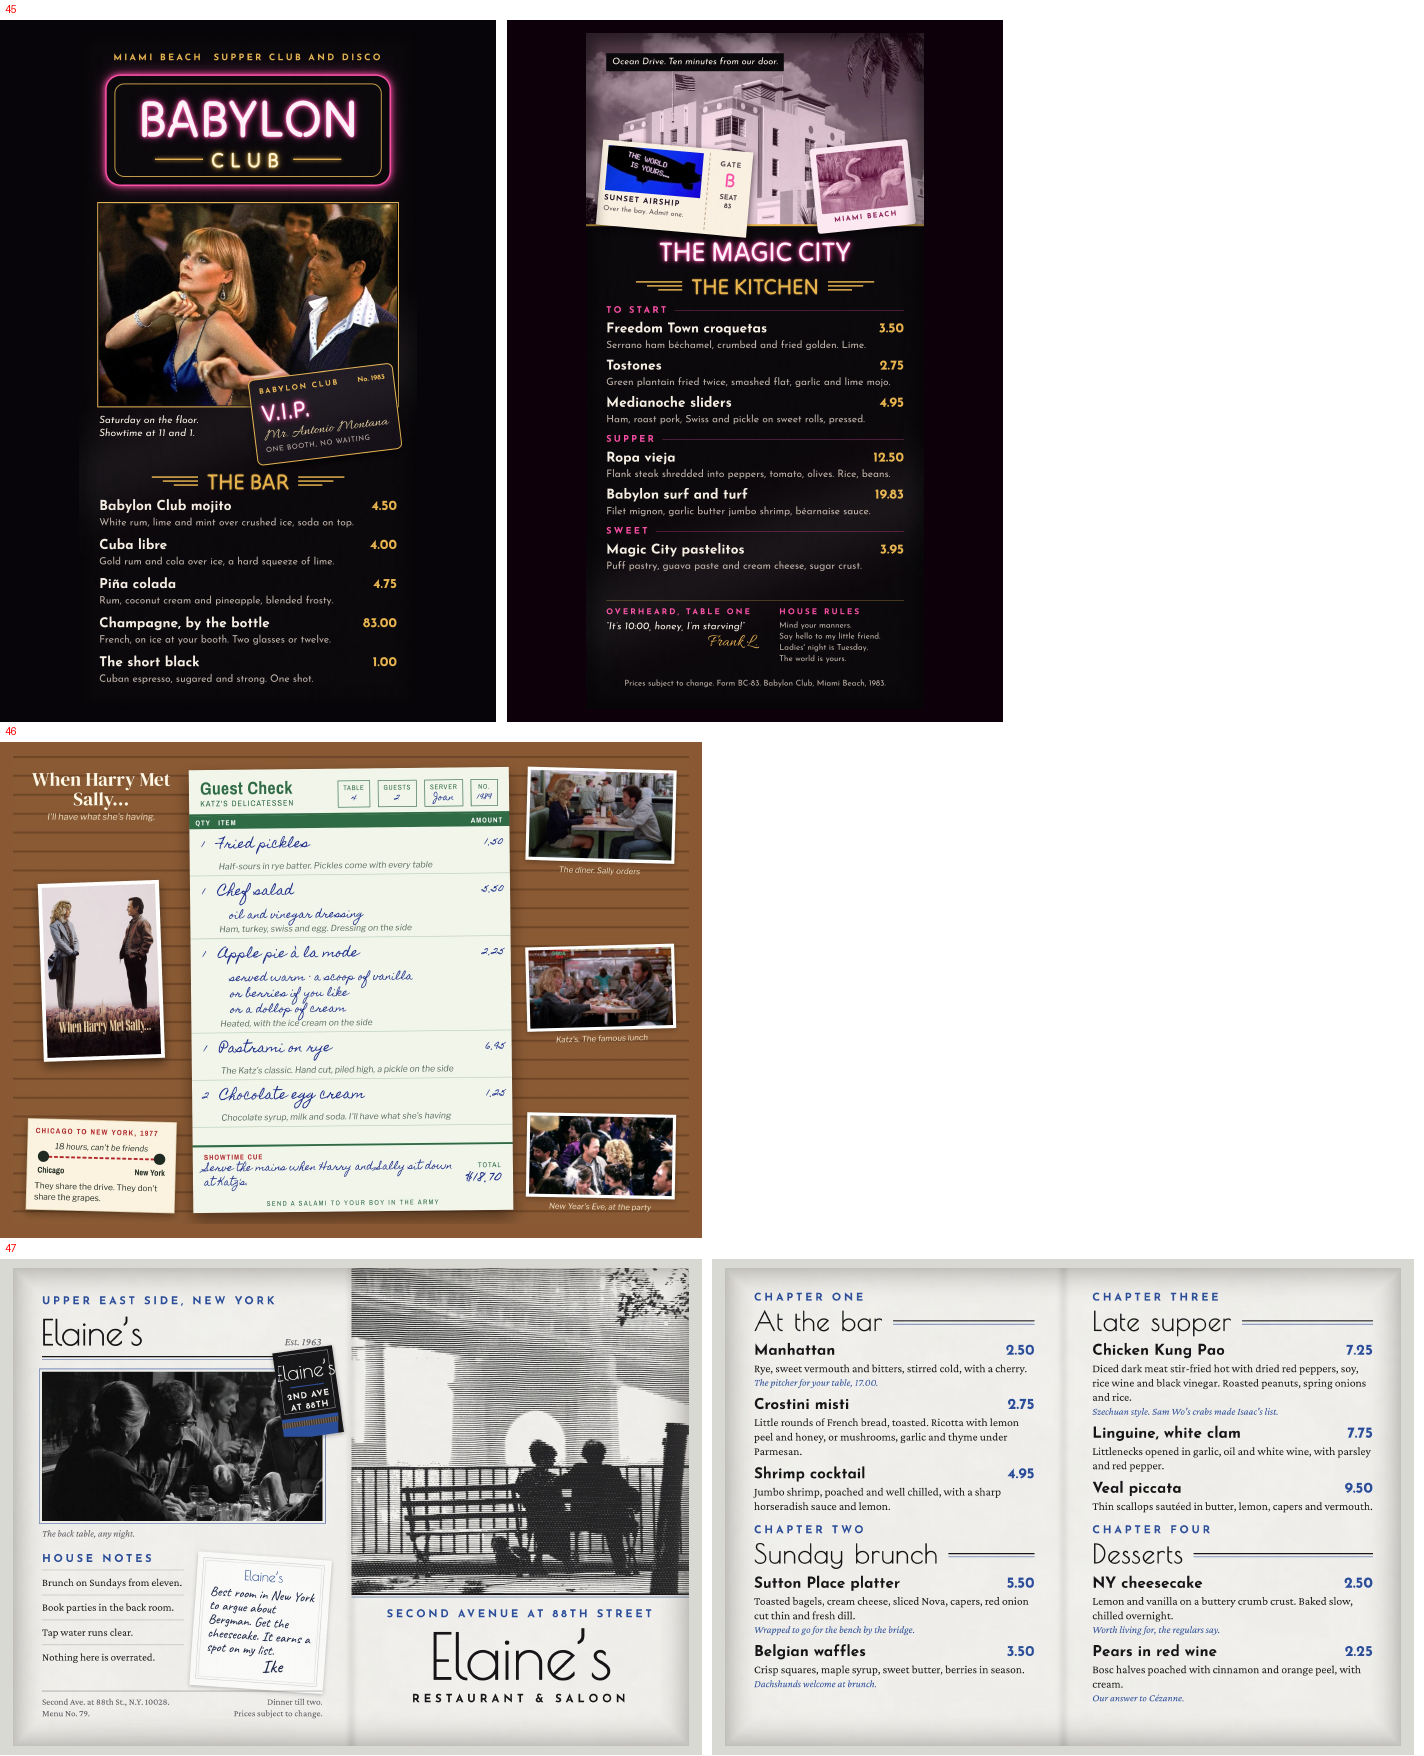 45
MIAMI BEACH SUPPER CLUB AND DISCO
BABYLON
CLUB
BABYLON CLUB No. 1983
V.I.P.
Mr. Antonio Montana
ONE BOOTH, NO WAITING
Saturday on the floor.
Showtime at 11 and 1.
THE BAR
Babylon Club mojito 4.50
White rum, lime and mint over crushed ice, soda on top.
Cuba libre 4.00
Gold rum and cola over ice, a hard squeeze of lime.
Piña colada 4.75
Rum, coconut cream and pineapple, blended frosty.
Champagne, by the bottle 83.00
French, on ice at your booth. Two glasses or twelve.
The short black 1.00
Cuban espresso, sugared and strong. One shot.
Ocean Drive. Ten minutes from our door.
THE WORLD
IS YOURS...
SUNSET AIRSHIP
Over the bay. Admit one.
GATE
B
SEAT
83
MIAMI BEACH
THE MAGIC CITY
THE KITCHEN
TO START
Freedom Town croquetas 3.50
Serrano ham béchamel, crumbed and fried golden. Lime.
Tostones 2.75
Green plantain fried twice, smashed flat, garlic and lime mojo.
Medianoche sliders 4.95
Ham, roast pork, Swiss and pickle on sweet rolls, pressed.
SUPPER
Ropa vieja 12.50
Flank steak shredded into peppers, tomato, olives. Rice, beans.
Babylon surf and turf 19.83
Filet mignon, garlic butter jumbo shrimp, béarnaise sauce.
SWEET
Magic City pastelitos 3.95
Puff pastry, guava paste and cream cheese, sugar crust.
OVERHEARD, TABLE ONE
"It's 10:00, honey, I'm starving!"
Frank L.
HOUSE RULES
Mind your manners.
Say hello to my little friend.
Ladies' night is Tuesday.
The world is yours.
Prices subject to change. Form BC-83. Babylon Club, Miami Beach, 1983.
46
When Harry Met
Sally...
I'll have what she's having.
When Harry Met Sally...
CHICAGO TO NEW YORK, 1977
18 hours, can't be friends
Chicago New York
They share the drive. They don't
share the grapes.
Guest Check
KATZ'S DELICATESSEN
TABLE
4
GUESTS
2
SERVER
Joan
NO.
1989
QTY ITEM AMOUNT
1 Fried pickles 1.50
Half-sours in rye batter. Pickles come with every table
1 Chef salad 5.50
oil and vinegar dressing
Ham, turkey, swiss and egg. Dressing on the side
1 Apple pie à la mode 2.25
served warm · a scoop of vanilla
or berries if you like
or a dollop of cream
Heated, with the ice cream on the side
1 Pastrami on rye 6.95
The Katz's classic. Hand cut, piled high, a pickle on the side
2 Chocolate egg cream 1.25
Chocolate syrup, milk and soda. I'll have what she's having
SHOWTIME CUE
Serve the mains when Harry and Sally sit down
at Katz's.
TOTAL
$18.70
SEND A SALAMI TO YOUR BOY IN THE ARMY
The diner. Sally orders
Katz's. The famous lunch
New Year's Eve, at the party
47
UPPER EAST SIDE, NEW YORK
Elaine's
Est. 1963
Elaine's
2ND AVE
AT 88TH
The back table, any night.
HOUSE NOTES
Brunch on Sundays from eleven.
Book parties in the back room.
Tap water runs clear.
Nothing here is overrated.
Elaine's
Best room in New York
to argue about
Bergman. Get the
cheesecake. It earns a
spot on my list.
Ike
Second Ave. at 88th St., N.Y. 10028.
Menu No. 79.
Dinner till two.
Prices subject to change.
SECOND AVENUE AT 88TH STREET
Elaine's
RESTAURANT & SALOON
CHAPTER ONE
At the bar
Manhattan 2.50
Rye, sweet vermouth and bitters, stirred cold, with a cherry.
The pitcher for your table, 17.00.
Crostini misti 2.75
Little rounds of French bread, toasted. Ricotta with lemon
peel and honey, or mushrooms, garlic and thyme under
Parmesan.
Shrimp cocktail 4.95
Jumbo shrimp, poached and well chilled, with a sharp
horseradish sauce and lemon.
CHAPTER TWO
Sunday brunch
Sutton Place platter 5.50
Toasted bagels, cream cheese, sliced Nova, capers, red onion
cut thin and fresh dill.
Wrapped to go for the bench by the bridge.
Belgian waffles 3.50
Crisp squares, maple syrup, sweet butter, berries in season.
Dachshunds welcome at brunch.
CHAPTER THREE
Late supper
Chicken Kung Pao 7.25
Diced dark meat stir-fried hot with dried red peppers, soy,
rice wine and black vinegar. Roasted peanuts, spring onions
and rice.
Szechuan style. Sam Wo's crabs made Isaac's list.
Linguine, white clam 7.75
Littlenecks opened in garlic, oil and white wine, with parsley
and red pepper.
Veal piccata 9.50
Thin scallops sautéed in butter, lemon, capers and vermouth.
CHAPTER FOUR
Desserts
NY cheesecake 2.50
Lemon and vanilla on a buttery crumb crust. Baked slow,
chilled overnight.
Worth living for, the regulars say.
Pears in red wine 2.25
Bosc halves poached with cinnamon and orange peel, with
cream.
Our answer to Cézanne.